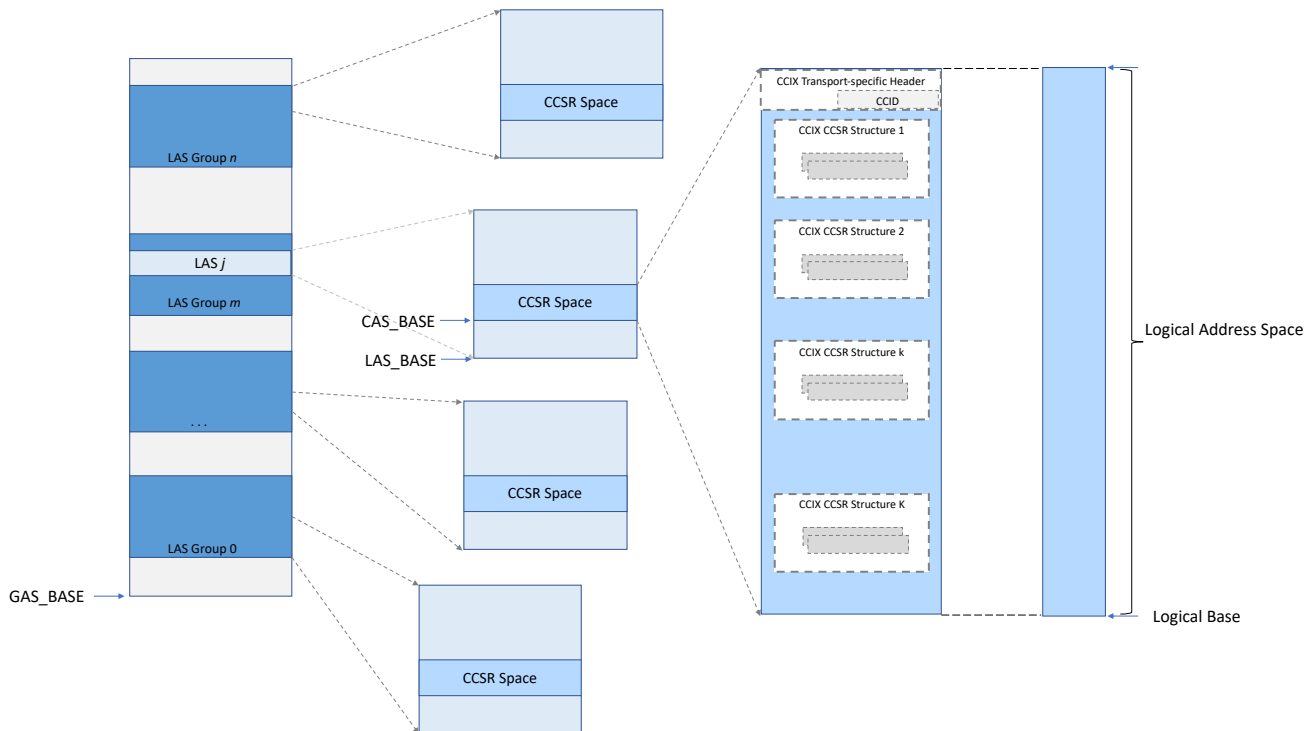 LAS Group n
LAS j
LAS Group m
. . .
LAS Group 0
GAS_BASE
CCSR Space
CCSR Space
CAS_BASE
LAS_BASE
CCSR Space
CCSR Space
CCIX Transport-specific Header
CCID
CCIX CCSR Structure 1
CCIX CCSR Structure 2
CCIX CCSR Structure k
CCIX CCSR Structure K
Logical Address Space
Logical Base